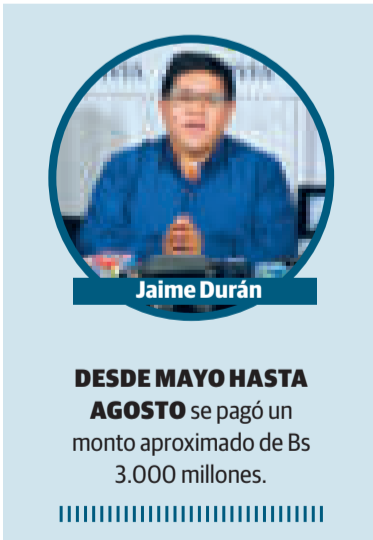 Jaime Durán
DESDE MAYO HASTA
AGOSTO se pagó un
monto aproximado de Bs
3.000 millones.